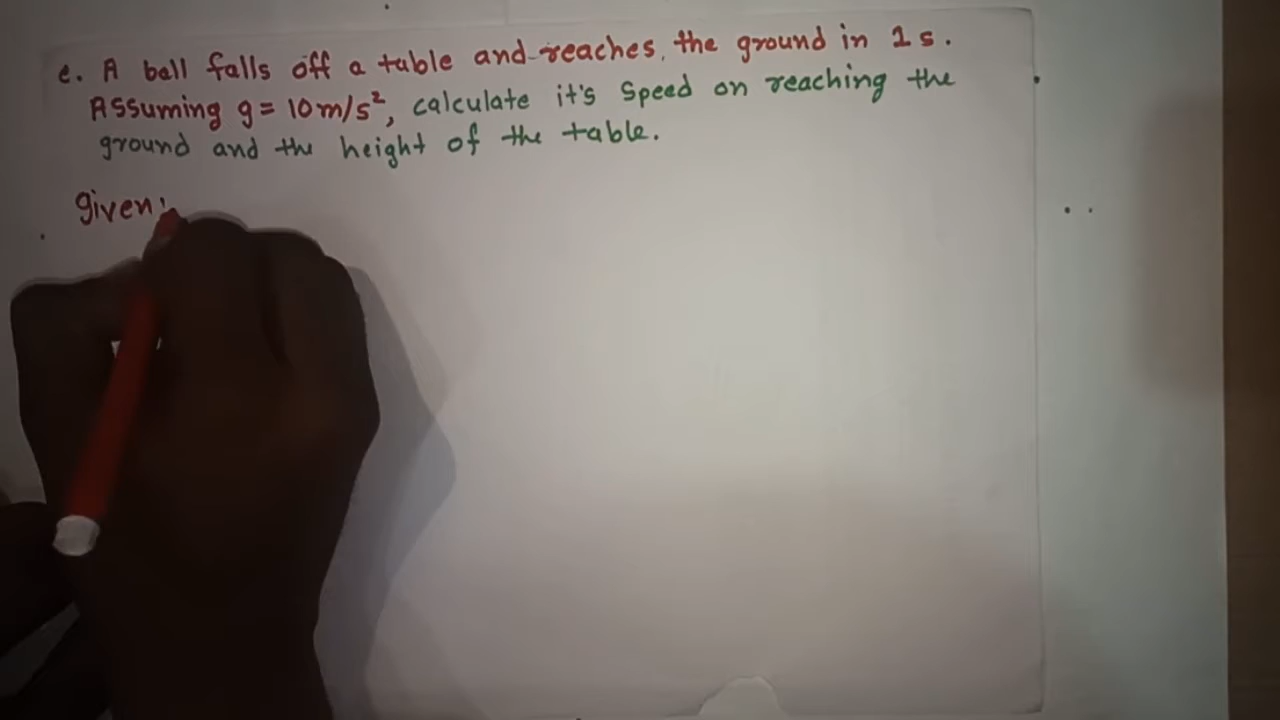 e. A ball falls off a table and reaches, the ground in 1 s.
Assuming g = 10 m/s², calculate it's speed on reaching the
ground and the height of the table.
given: